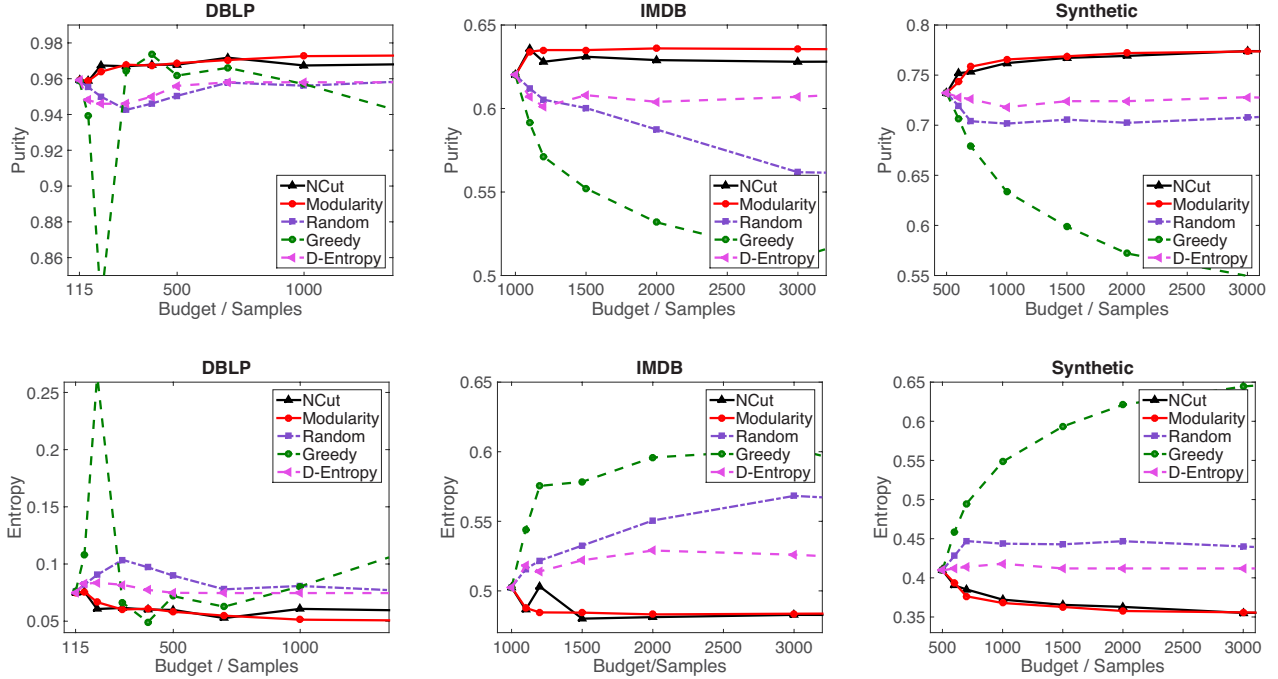 DBLP
0.98
0.96
0.94
0.92
0.9
0.88
0.86
Purity
NCut
Modularity
Random
Greedy
D-Entropy
115 500 1000
Budget / Samples
IMDB
0.65
0.6
0.55
0.5
Purity
NCut
Modularity
Random
Greedy
D-Entropy
1000 1500 2000 2500 3000
Budget / Samples
Synthetic
0.8
0.75
0.7
0.65
0.6
0.55
Purity
NCut
Modularity
Random
Greedy
D-Entropy
500 1000 1500 2000 2500 3000
Budget / Samples
DBLP
0.25
0.2
0.15
0.1
0.05
Entropy
NCut
Modularity
Random
Greedy
D-Entropy
115 500 1000
Budget / Samples
IMDB
0.65
0.6
0.55
0.5
Entropy
NCut
Modularity
Random
Greedy
D-Entropy
1000 1500 2000 2500 3000
Budget/Samples
Synthetic
0.65
0.6
0.55
0.5
0.45
0.4
0.35
Entropy
NCut
Modularity
Random
Greedy
D-Entropy
500 1000 1500 2000 2500 3000
Budget / Samples